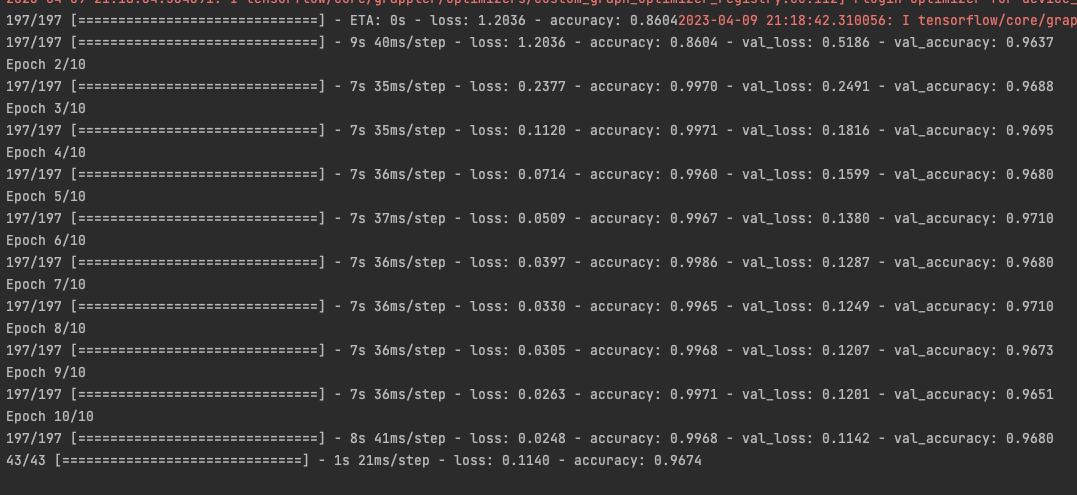 197/197 [==============================] - ETA: 0s - loss: 1.2036 - accuracy: 0.86042023-04-09 21:18:42.310056: I tensorflow/core/grap
197/197 [==============================] - 9s 40ms/step - loss: 1.2036 - accuracy: 0.8604 - val_loss: 0.5186 - val_accuracy: 0.9637
Epoch 2/10
197/197 [==============================] - 7s 35ms/step - loss: 0.2377 - accuracy: 0.9970 - val_loss: 0.2491 - val_accuracy: 0.9688
Epoch 3/10
197/197 [==============================] - 7s 35ms/step - loss: 0.1120 - accuracy: 0.9971 - val_loss: 0.1816 - val_accuracy: 0.9695
Epoch 4/10
197/197 [==============================] - 7s 36ms/step - loss: 0.0714 - accuracy: 0.9960 - val_loss: 0.1599 - val_accuracy: 0.9680
Epoch 5/10
197/197 [==============================] - 7s 37ms/step - loss: 0.0509 - accuracy: 0.9967 - val_loss: 0.1380 - val_accuracy: 0.9710
Epoch 6/10
197/197 [==============================] - 7s 36ms/step - loss: 0.0397 - accuracy: 0.9986 - val_loss: 0.1287 - val_accuracy: 0.9680
Epoch 7/10
197/197 [==============================] - 7s 36ms/step - loss: 0.0330 - accuracy: 0.9965 - val_loss: 0.1249 - val_accuracy: 0.9710
Epoch 8/10
197/197 [==============================] - 7s 36ms/step - loss: 0.0305 - accuracy: 0.9968 - val_loss: 0.1207 - val_accuracy: 0.9673
Epoch 9/10
197/197 [==============================] - 7s 36ms/step - loss: 0.0263 - accuracy: 0.9971 - val_loss: 0.1201 - val_accuracy: 0.9651
Epoch 10/10
197/197 [==============================] - 8s 41ms/step - loss: 0.0248 - accuracy: 0.9968 - val_loss: 0.1142 - val_accuracy: 0.9680
43/43 [==============================] - 1s 21ms/step - loss: 0.1140 - accuracy: 0.9674